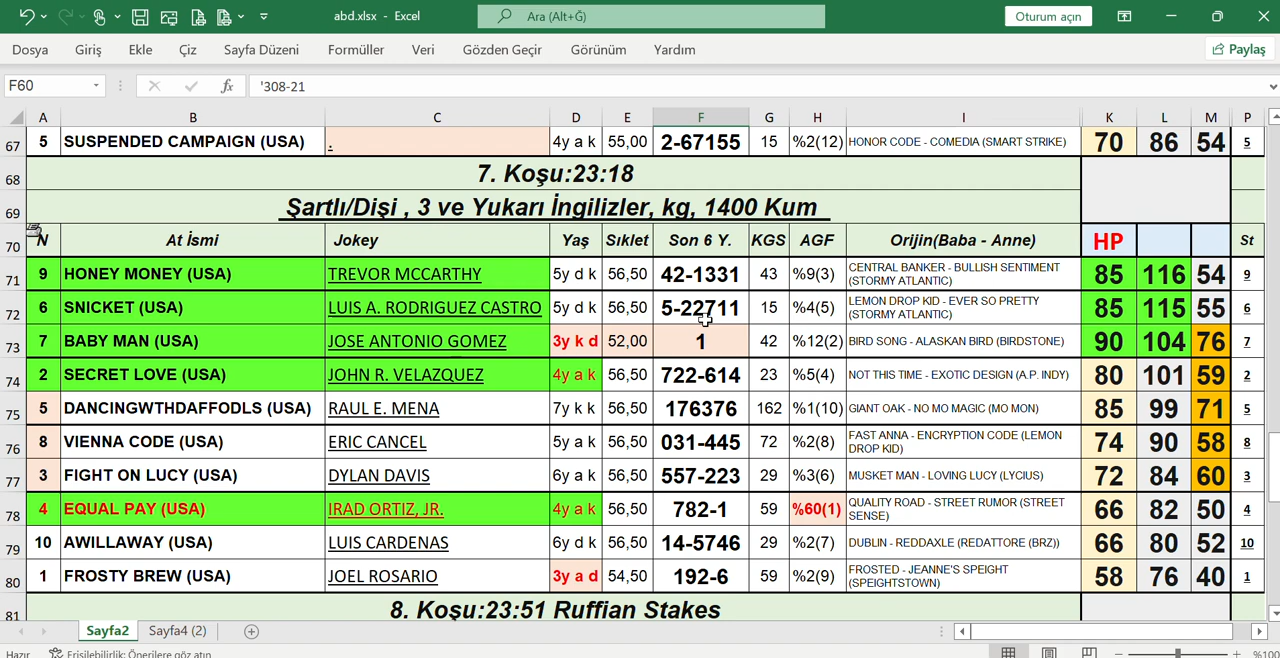 abd.xlsx - Excel
Ara (Alt+Ğ)
Oturum açın
Dosya Giriş Ekle Çiz Sayfa Düzeni Formüller Veri Gözden Geçir Görünüm Yardım Paylaş
F60 fx '308-21
A B C D E F G H I K L M P
67 5 SUSPENDED CAMPAIGN (USA) . 4y a k 55,00 2-67155 15 %2(12) HONOR CODE - COMEDIA (SMART STRIKE) 70 86 54 5
68 7. Koşu:23:18
69 Şartlı/Dişi , 3 ve Yukarı İngilizler, kg, 1400 Kum
70 N At İsmi Jokey Yaş Sıklet Son 6 Y. KGS AGF Orijin(Baba - Anne) HP St
71 9 HONEY MONEY (USA) TREVOR MCCARTHY 5y d k 56,50 42-1331 43 %9(3) CENTRAL BANKER - BULLISH SENTIMENT (STORMY ATLANTIC) 85 116 54 9
72 6 SNICKET (USA) LUIS A. RODRIGUEZ CASTRO 5y d k 56,50 5-22711 15 %4(5) LEMON DROP KID - EVER SO PRETTY (STORMY ATLANTIC) 85 115 55 6
73 7 BABY MAN (USA) JOSE ANTONIO GOMEZ 3y k d 52,00 1 42 %12(2) BIRD SONG - ALASKAN BIRD (BIRDSTONE) 90 104 76 7
74 2 SECRET LOVE (USA) JOHN R. VELAZQUEZ 4y a k 56,50 722-614 23 %5(4) NOT THIS TIME - EXOTIC DESIGN (A.P. INDY) 80 101 59 2
75 5 DANCINGWTHDAFFODLS (USA) RAUL E. MENA 7y k k 56,50 176376 162 %1(10) GIANT OAK - NO MO MAGIC (MO MON) 85 99 71 5
76 8 VIENNA CODE (USA) ERIC CANCEL 5y a k 56,50 031-445 72 %2(8) FAST ANNA - ENCRYPTION CODE (LEMON DROP KID) 74 90 58 8
77 3 FIGHT ON LUCY (USA) DYLAN DAVIS 6y a k 56,50 557-223 29 %3(6) MUSKET MAN - LOVING LUCY (LYCIUS) 72 84 60 3
78 4 EQUAL PAY (USA) IRAD ORTIZ, JR. 4y a k 56,50 782-1 59 %60(1) QUALITY ROAD - STREET RUMOR (STREET SENSE) 66 82 50 4
79 10 AWILLAWAY (USA) LUIS CARDENAS 6y d k 56,50 14-5746 29 %2(7) DUBLIN - REDDAXLE (REDATTORE (BRZ)) 66 80 52 10
80 1 FROSTY BREW (USA) JOEL ROSARIO 3y a d 54,50 192-6 59 %2(9) FROSTED - JEANNE'S SPEIGHT (SPEIGHTSTOWN) 58 76 40 1
81 8. Koşu:23:51 Ruffian Stakes
Sayfa2 Sayfa4 (2)
Hazır Erişilebilirlik: Önerilere göz atın %100